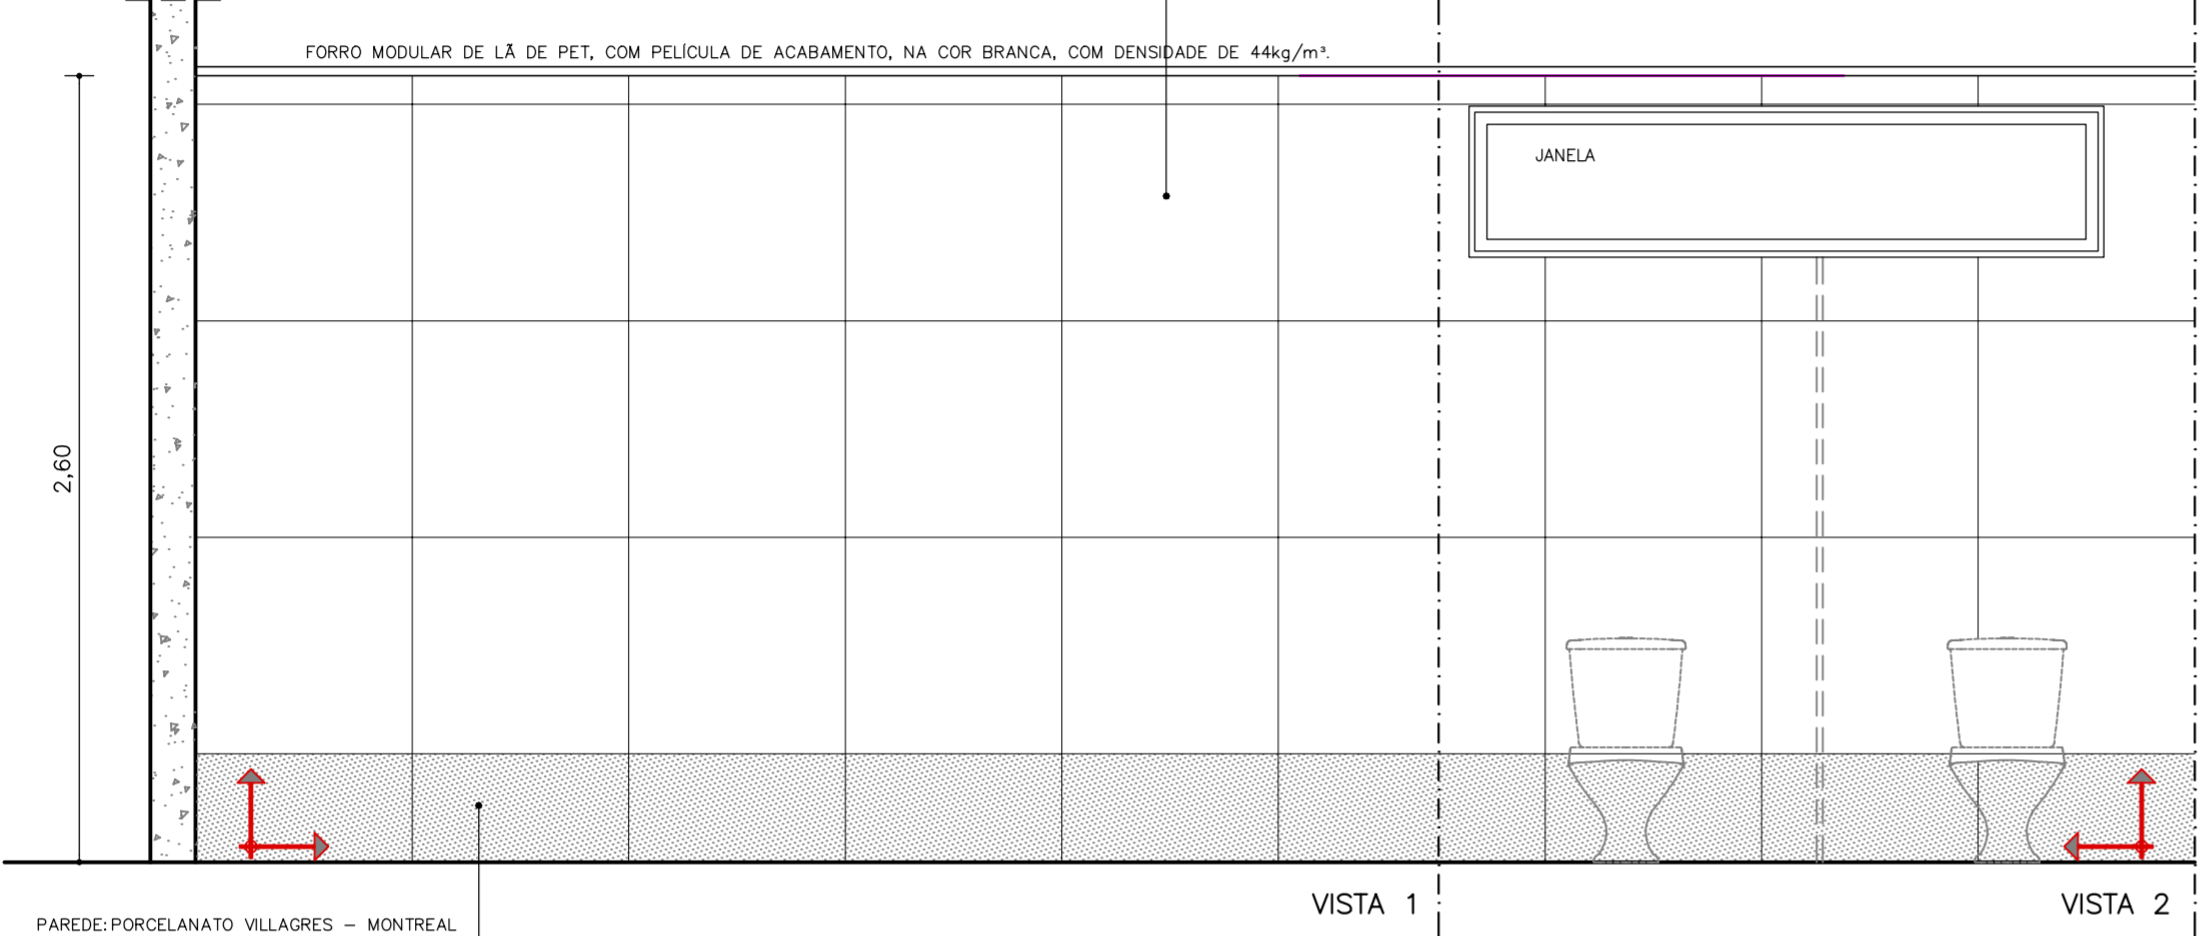 FORRO MODULAR DE LÃ DE PET, COM PELÍCULA DE ACABAMENTO, NA COR BRANCA, COM DENSIDADE DE 44kg/m³.
JANELA
2,60
VISTA 1
VISTA 2
PAREDE: PORCELANATO VILLAGRES – MONTREAL